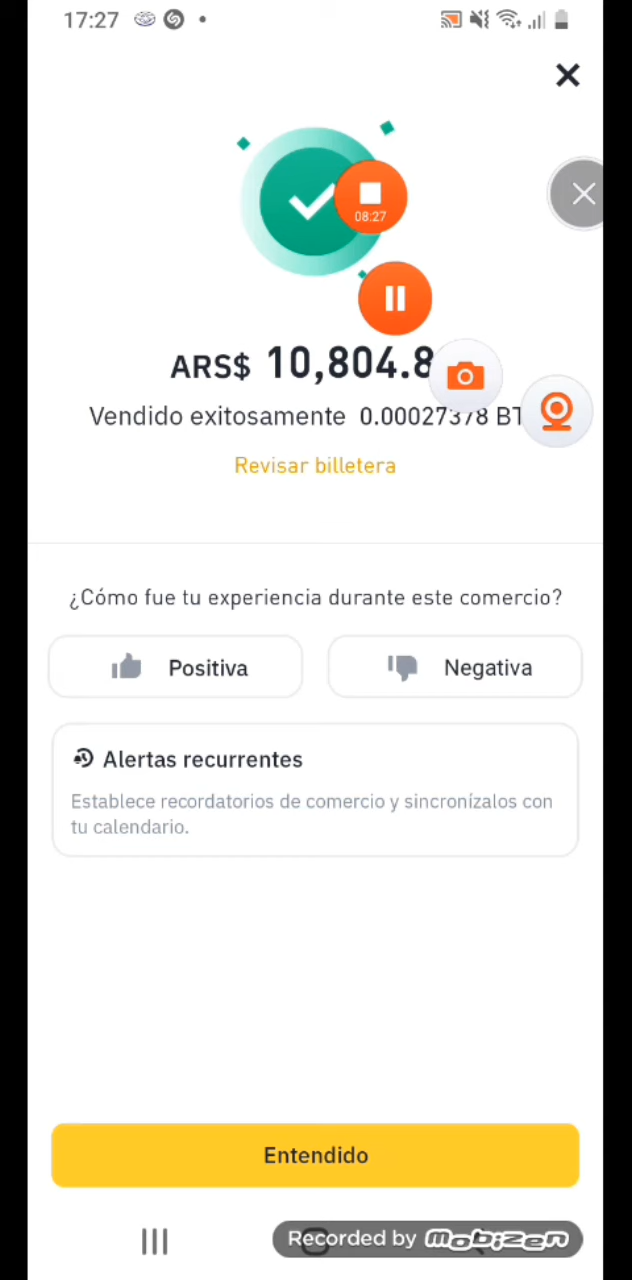 17:27
08:27
ARS$ 10,804.8
Vendido exitosamente 0.00027378 BT
Revisar billetera
¿Cómo fue tu experiencia durante este comercio?
Positiva
Negativa
Alertas recurrentes
Establece recordatorios de comercio y sincronízalos con
tu calendario.
Entendido
Recorded by mobizen